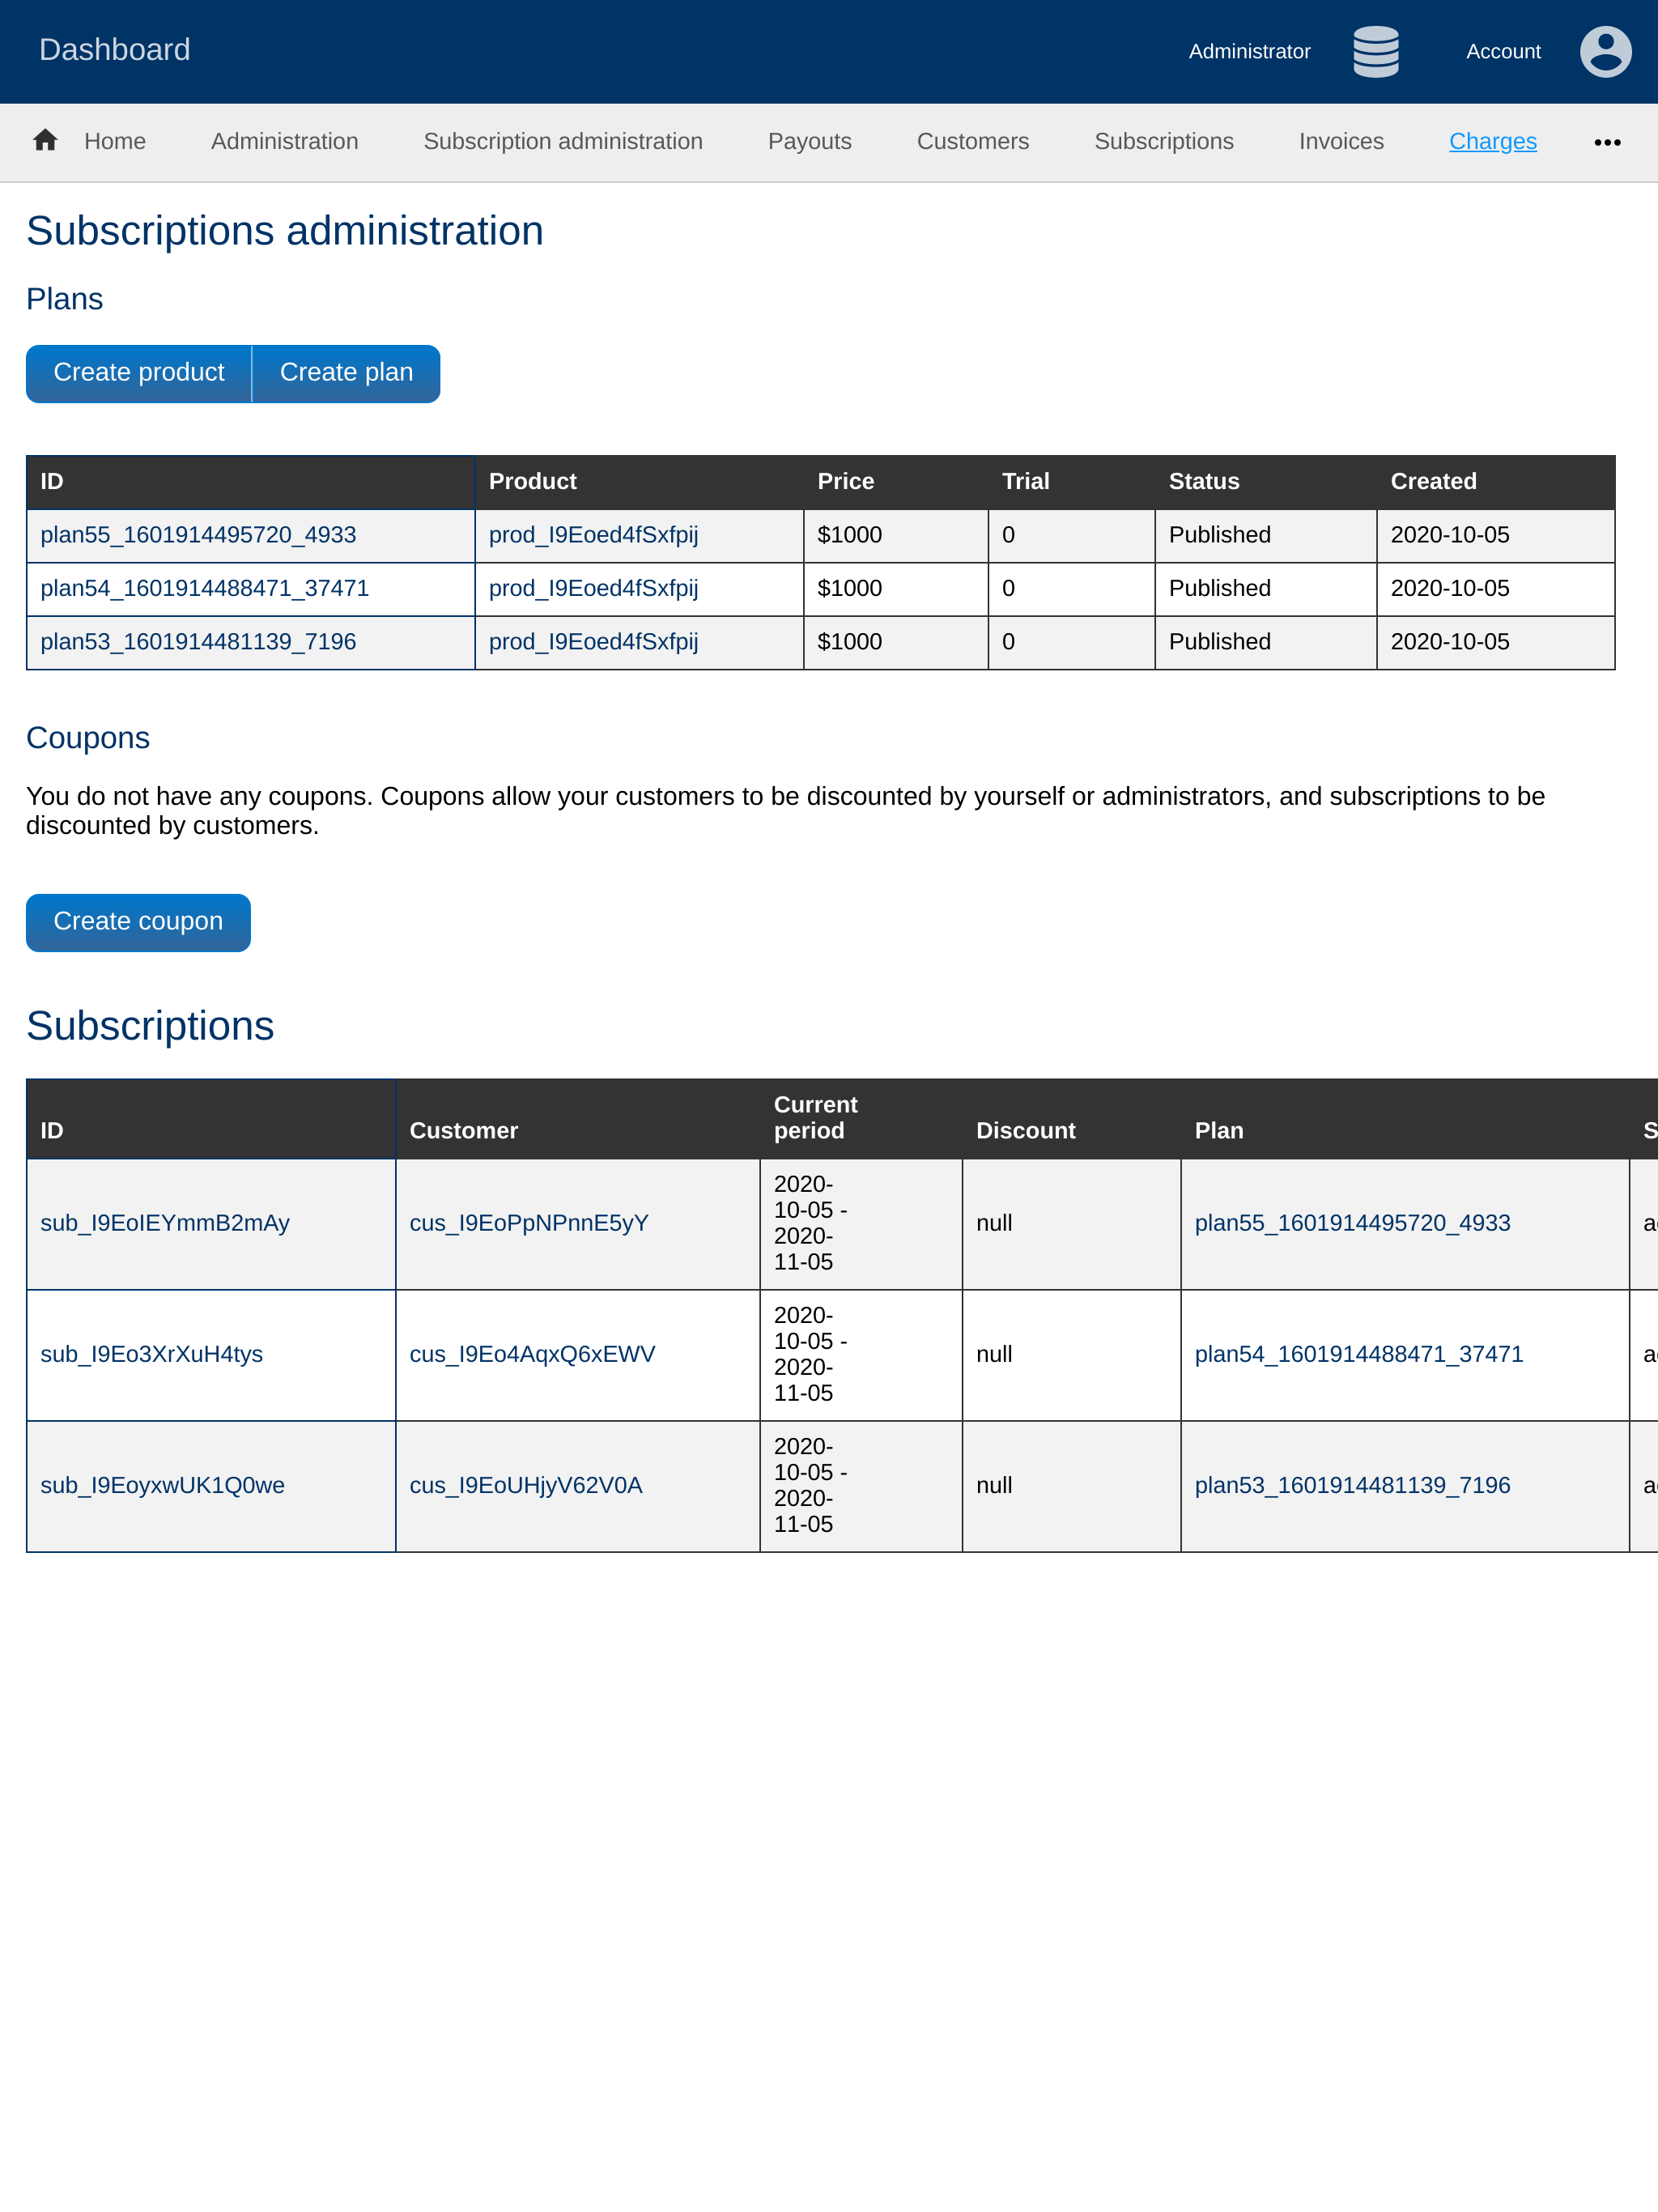 Dashboard
Administrator
Account
Home Administration Subscription administration Payouts Customers Subscriptions Invoices Charges
Subscriptions administration
Plans
Create product Create plan
ID Product Price Trial Status Created
plan55_1601914495720_4933 prod_I9Eoed4fSxfpij $1000 0 Published 2020-10-05
plan54_1601914488471_37471 prod_I9Eoed4fSxfpij $1000 0 Published 2020-10-05
plan53_1601914481139_7196 prod_I9Eoed4fSxfpij $1000 0 Published 2020-10-05
Coupons
You do not have any coupons. Coupons allow your customers to be discounted by yourself or administrators, and subscriptions to be
discounted by customers.
Create coupon
Subscriptions
ID Customer Current
period Discount Plan
sub_I9EoIEYmmB2mAy cus_I9EoPpNPnnE5yY 2020-
10-05 -
2020-
11-05 null plan55_1601914495720_4933
sub_I9Eo3XrXuH4tys cus_I9Eo4AqxQ6xEWV 2020-
10-05 -
2020-
11-05 null plan54_1601914488471_37471
sub_I9EoyxwUK1Q0we cus_I9EoUHjyV62V0A 2020-
10-05 -
2020-
11-05 null plan53_1601914481139_7196